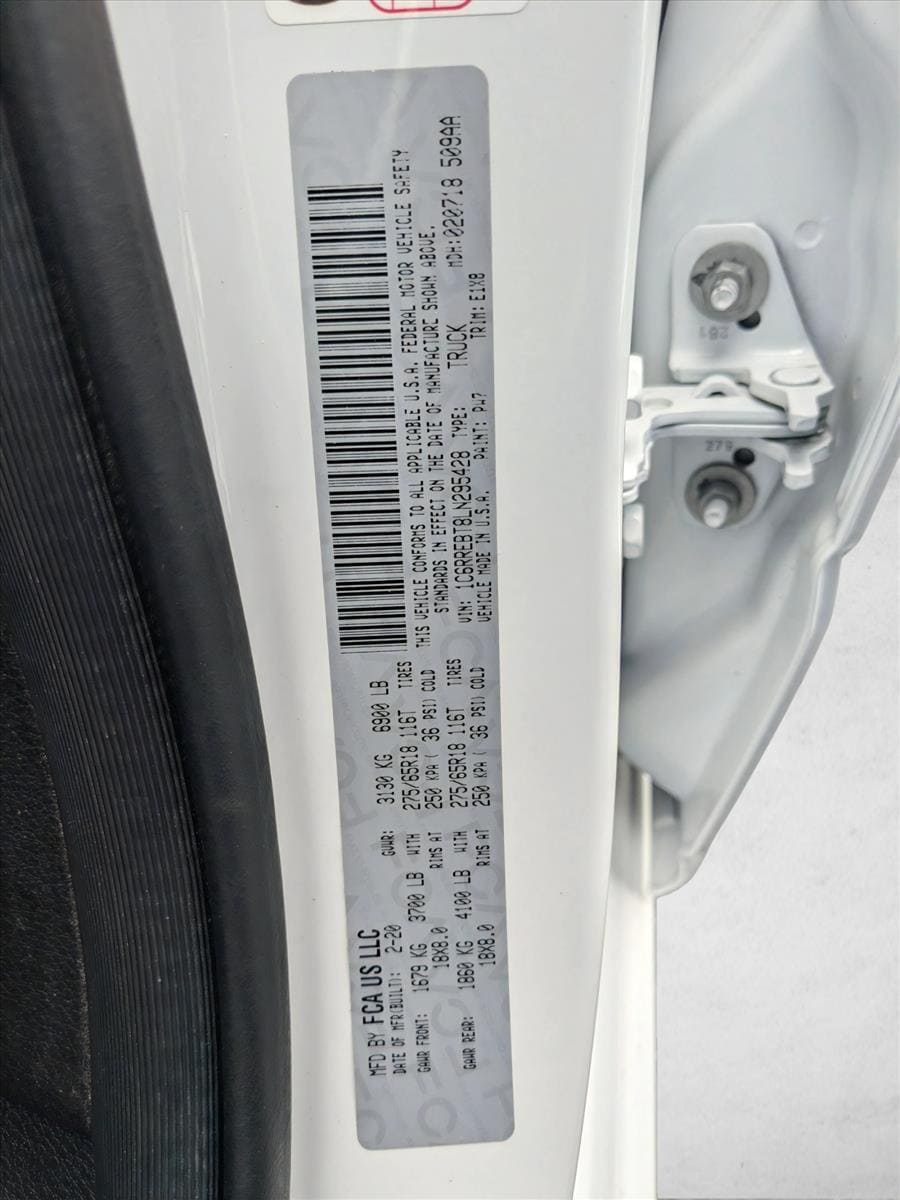 MFD BY FCA US LLC
DATE OF MFR(BUILT): 2-20 GVWR: 3130 KG 6900 LB
GAWR FRONT: 1679 KG 3700 LB WITH 275/65R18 116T TIRES
18X8.0 RIMS AT 250 KPA ( 36 PSI) COLD
GAWR REAR: 1860 KG 4100 LB WITH 275/65R18 116T TIRES
18X8.0 RIMS AT 250 KPA ( 36 PSI) COLD
THIS VEHICLE CONFORMS TO ALL APPLICABLE U.S.A. FEDERAL MOTOR VEHICLE SAFETY
STANDARDS IN EFFECT ON THE DATE OF MANUFACTURE SHOWN ABOVE.
VIN: 1C6RREBT8LN295428 TYPE: TRUCK MDH:020718 509AA
VEHICLE MADE IN U.S.A. PAINT: PW7 TRIM: E1X8
279